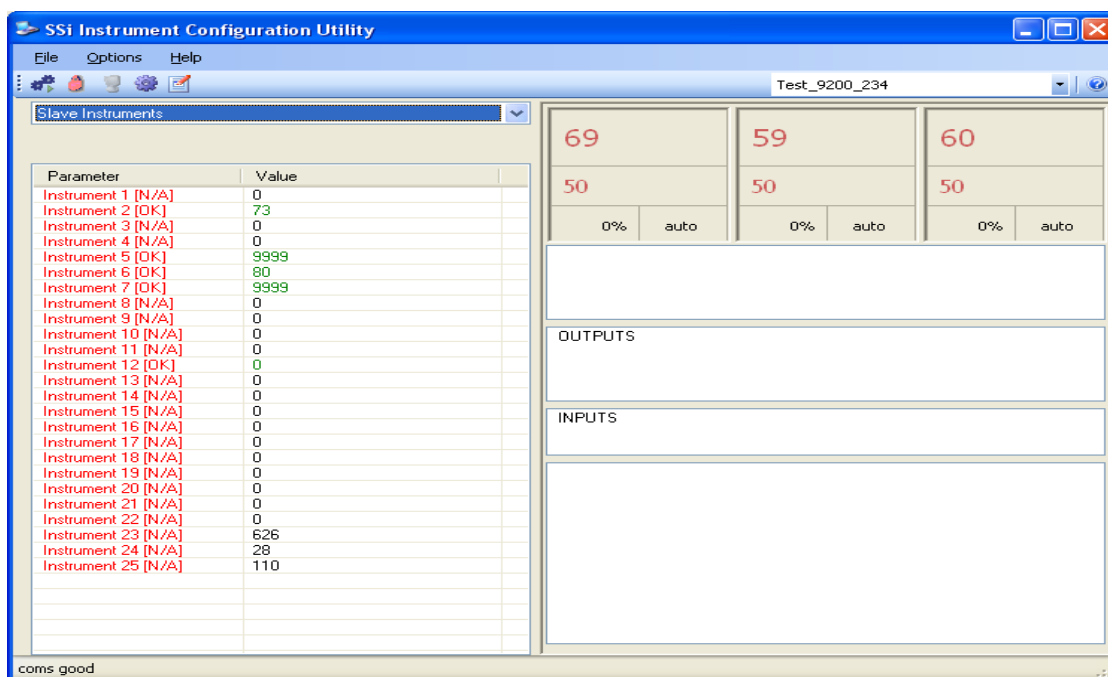 SSi Instrument Configuration Utility
File Options Help
Test_9200_234
Slave Instruments
Parameter Value
Instrument 1 [N/A] 0
Instrument 2 [OK] 73
Instrument 3 [N/A] 0
Instrument 4 [N/A] 0
Instrument 5 [OK] 9999
Instrument 6 [OK] 80
Instrument 7 [OK] 9999
Instrument 8 [N/A] 0
Instrument 9 [N/A] 0
Instrument 10 [N/A] 0
Instrument 11 [N/A] 0
Instrument 12 [OK] 0
Instrument 13 [N/A] 0
Instrument 14 [N/A] 0
Instrument 15 [N/A] 0
Instrument 16 [N/A] 0
Instrument 17 [N/A] 0
Instrument 18 [N/A] 0
Instrument 19 [N/A] 0
Instrument 20 [N/A] 0
Instrument 21 [N/A] 0
Instrument 22 [N/A] 0
Instrument 23 [N/A] 626
Instrument 24 [N/A] 28
Instrument 25 [N/A] 110
69 59 60
50 50 50
0% auto 0% auto 0% auto
OUTPUTS
INPUTS
coms good